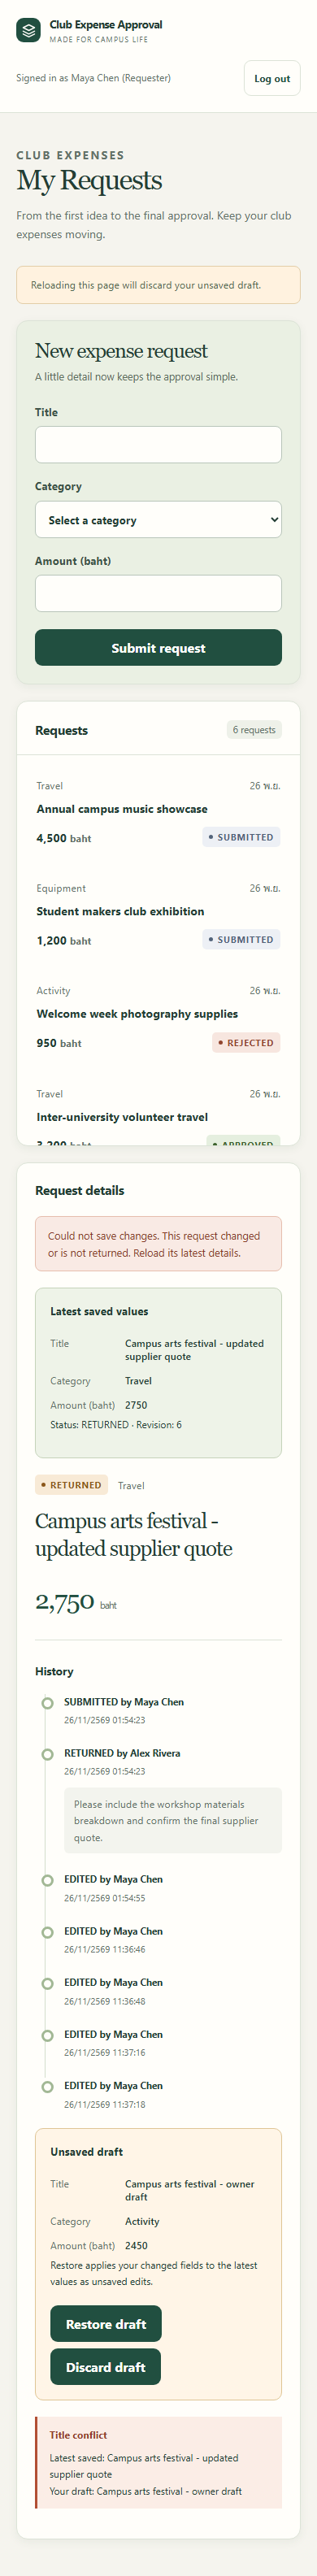 Club Expense Approval
MADE FOR CAMPUS LIFE
Signed in as Maya Chen (Requester)
Log out
CLUB EXPENSES
My Requests
From the first idea to the final approval. Keep your club
expenses moving.
Reloading this page will discard your unsaved draft.
New expense request
A little detail now keeps the approval simple.
Title
Category
Select a category
Amount (baht)
Submit request
Requests
6 requests
Travel
26 พ.ย.
Annual campus music showcase
4,500 baht
SUBMITTED
Equipment
26 พ.ย.
Student makers club exhibition
1,200 baht
SUBMITTED
Activity
26 พ.ย.
Welcome week photography supplies
950 baht
REJECTED
Travel
26 พ.ย.
Inter-university volunteer travel
3,200 baht
APPROVED
Request details
Could not save changes. This request changed
or is not returned. Reload its latest details.
Latest saved values
Title
Campus arts festival - updated
supplier quote
Category
Travel
Amount (baht)
2750
Status: RETURNED · Revision: 6
RETURNED
Travel
Campus arts festival -
updated supplier quote
2,750 baht
History
SUBMITTED by Maya Chen
26/11/2569 01:54:23
RETURNED by Alex Rivera
26/11/2569 01:54:23
Please include the workshop materials
breakdown and confirm the final supplier
quote.
EDITED by Maya Chen
26/11/2569 01:54:55
EDITED by Maya Chen
26/11/2569 11:36:46
EDITED by Maya Chen
26/11/2569 11:36:48
EDITED by Maya Chen
26/11/2569 11:37:16
EDITED by Maya Chen
26/11/2569 11:37:18
Unsaved draft
Title
Campus arts festival - owner
draft
Category
Activity
Amount (baht)
2450
Restore applies your changed fields to the latest
values as unsaved edits.
Restore draft
Discard draft
Title conflict
Latest saved: Campus arts festival - updated
supplier quote
Your draft: Campus arts festival - owner draft